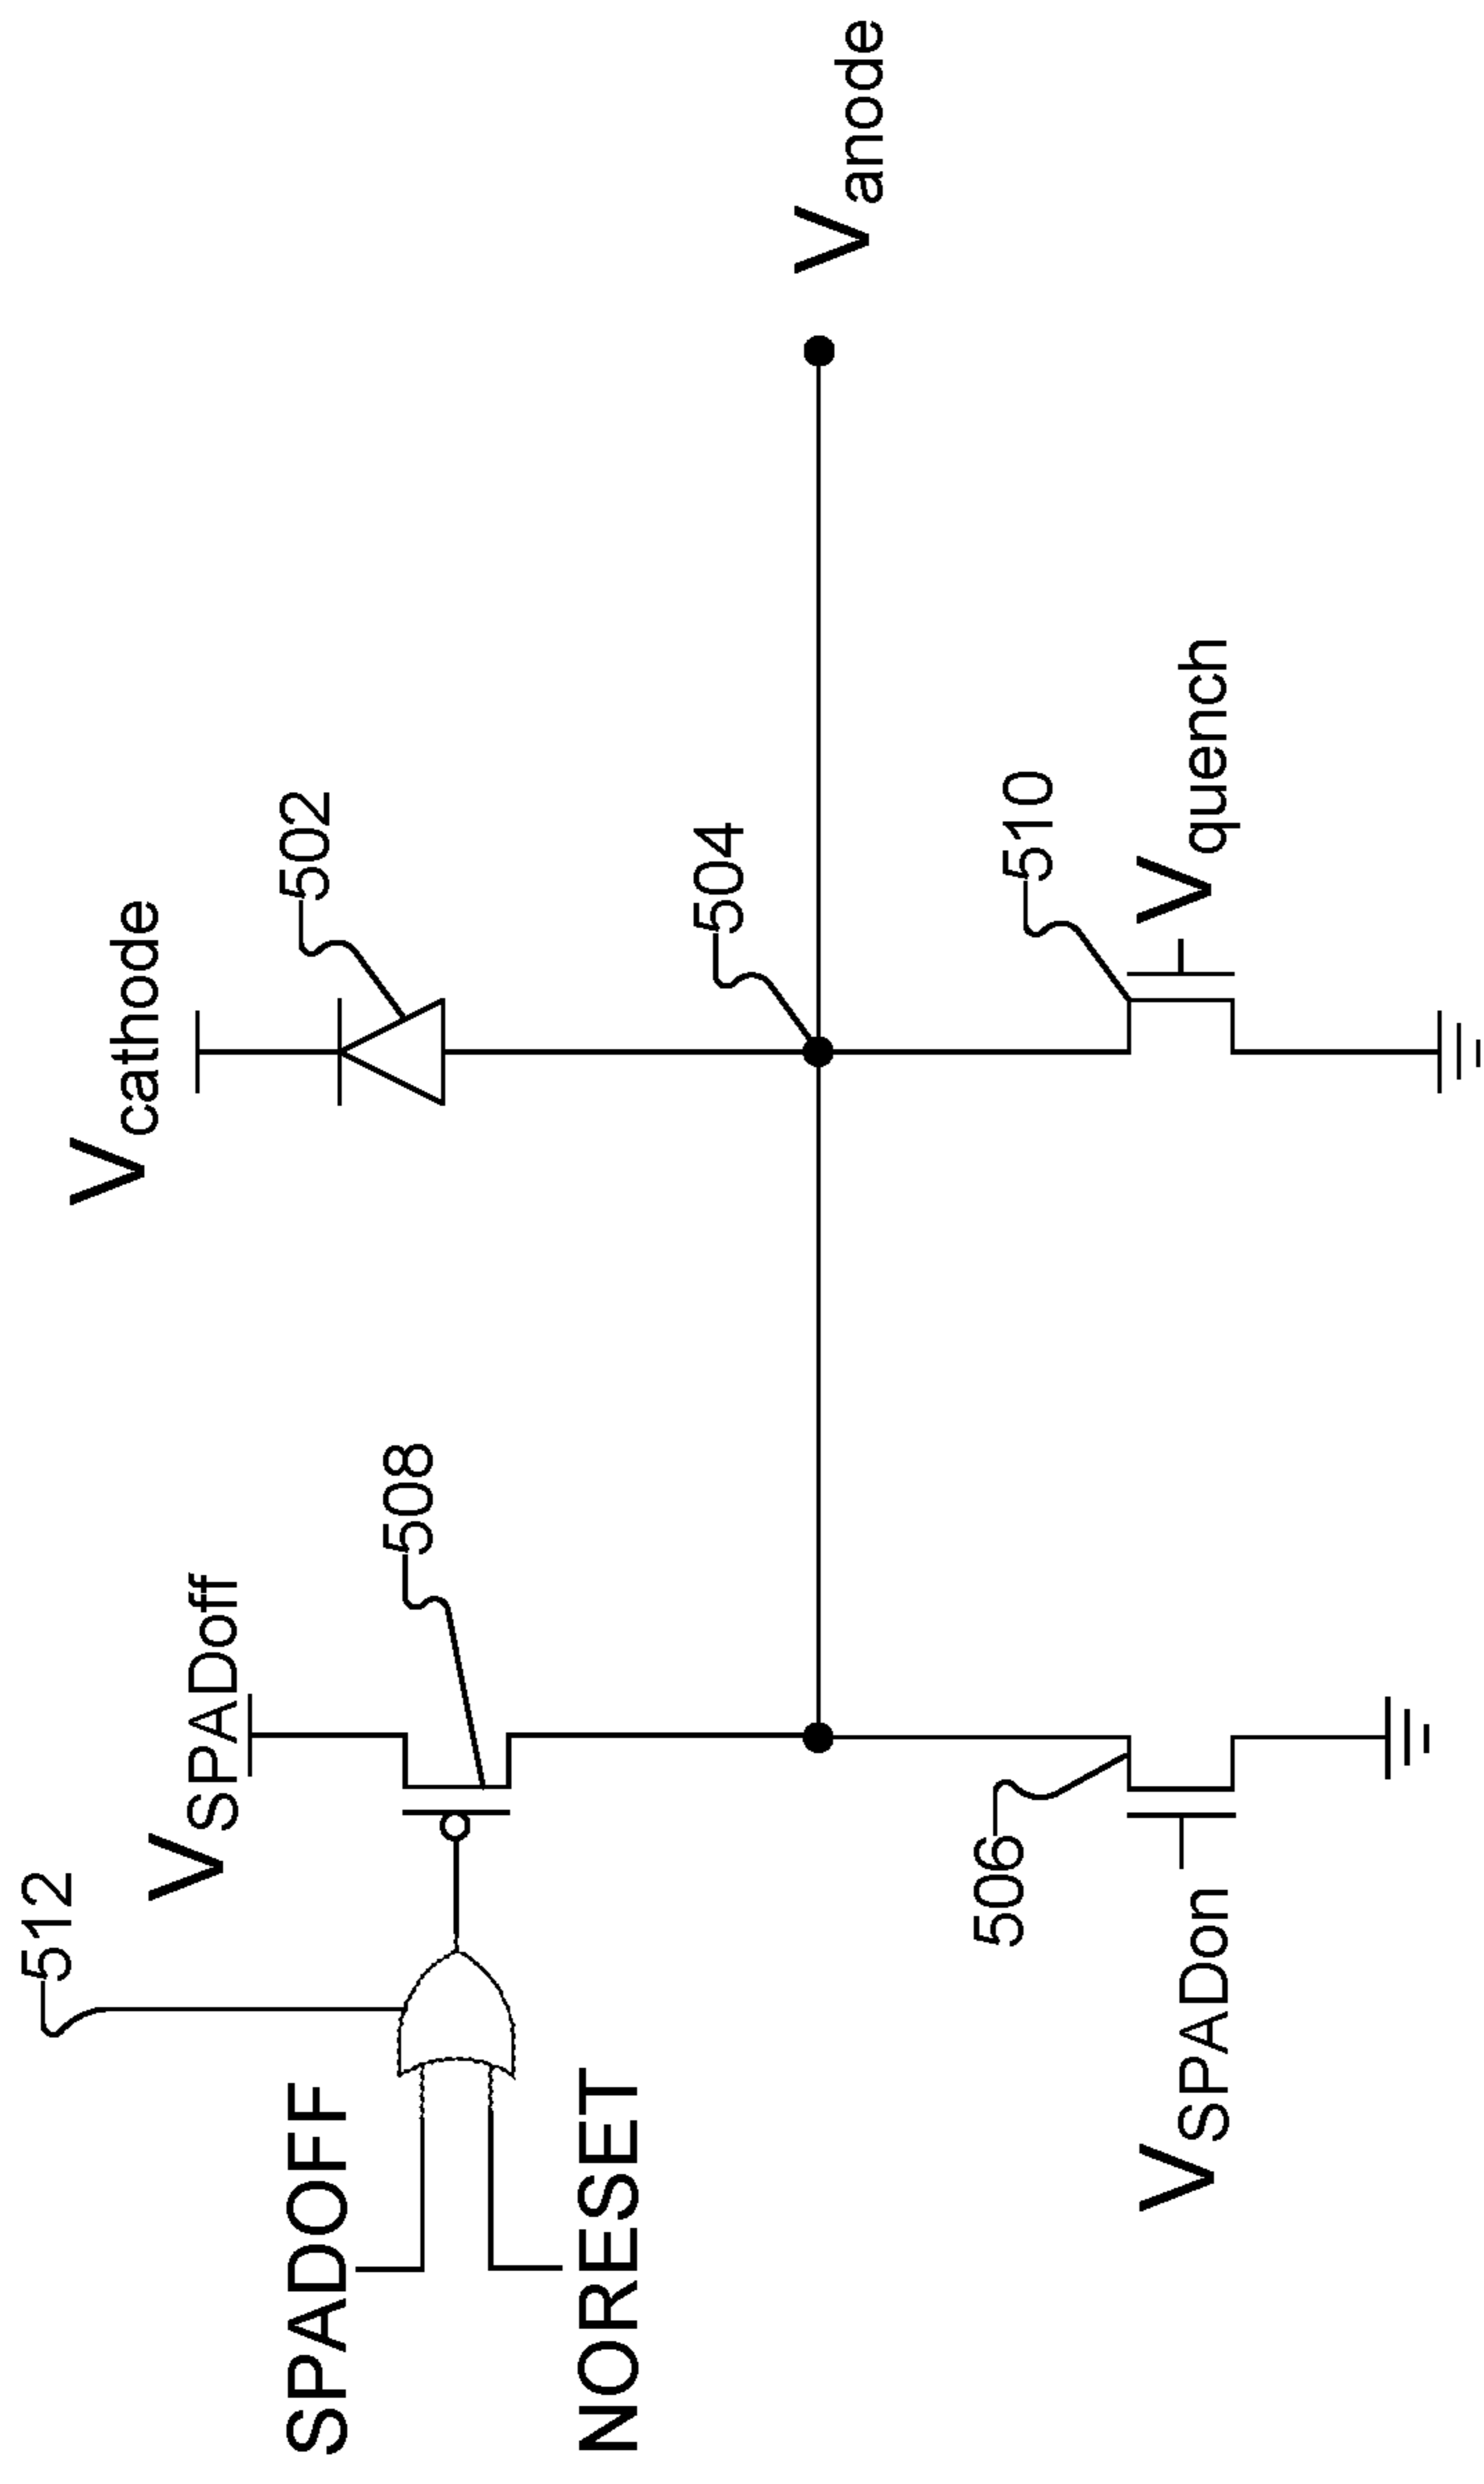 512
SPADOFF
NORESET
VSPADoff
508
506
VSPADon
Vcathode
502
504
510
Vquench
Vanode